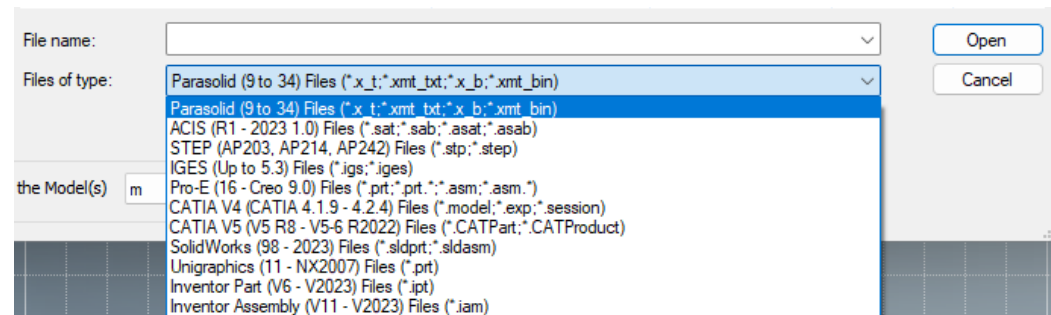 File name:
Open
Files of type:
Parasolid (9 to 34) Files (*.x_t;*.xmt_txt;*.x_b;*.xmt_bin)
Cancel
Parasolid (9 to 34) Files (*.x_t;*.xmt_txt;*.x_b;*.xmt_bin)
ACIS (R1 - 2023 1.0) Files (*.sat;*.sab;*.asat;*.asab)
STEP (AP203, AP214, AP242) Files (*.stp;*.step)
IGES (Up to 5.3) Files (*.igs;*.iges)
the Model(s) m
Pro-E (16 - Creo 9.0) Files (*.prt;*.prt.*;*.asm;*.asm.*)
CATIA V4 (CATIA 4.1.9 - 4.2.4) Files (*.model;*.exp;*.session)
CATIA V5 (V5 R8 - V5-6 R2022) Files (*.CATPart;*.CATProduct)
SolidWorks (98 - 2023) Files (*.sldprt;*.sldasm)
Unigraphics (11 - NX2007) Files (*.prt)
Inventor Part (V6 - V2023) Files (*.ipt)
Inventor Assembly (V11 - V2023) Files (*.iam)